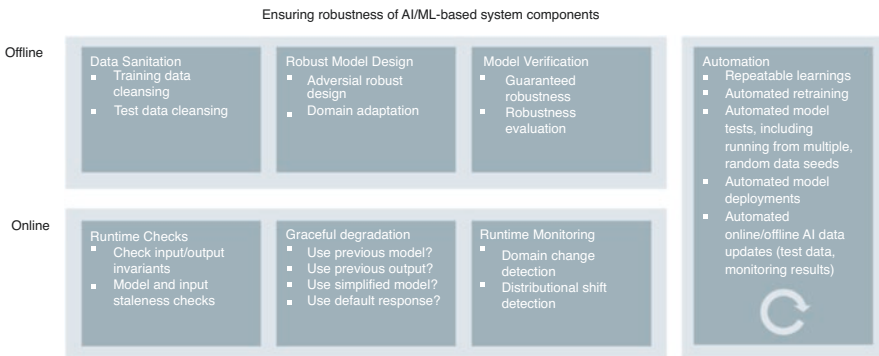 Ensuring robustness of AI/ML-based system components
Offline
Data Sanitation
▪ Training data
cleansing
▪ Test data cleansing
Robust Model Design
▪ Adversial robust
design
▪ Domain adaptation
Model Verification
▪ Guaranteed
robustness
▪ Robustness
evaluation
Online
Runtime Checks
▪ Check input/output
invariants
▪ Model and input
staleness checks
Graceful degradation
▪ Use previous model?
▪ Use previous output?
▪ Use simplified model?
▪ Use default response?
Runtime Monitoring
▪ Domain change
detection
▪ Distributional shift
detection
Automation
▪ Repeatable learnings
▪ Automated retraining
▪ Automated model
tests, including
running from multiple,
random data seeds
▪ Automated model
deployments
▪ Automated
online/offline AI data
updates (test data,
monitoring results)